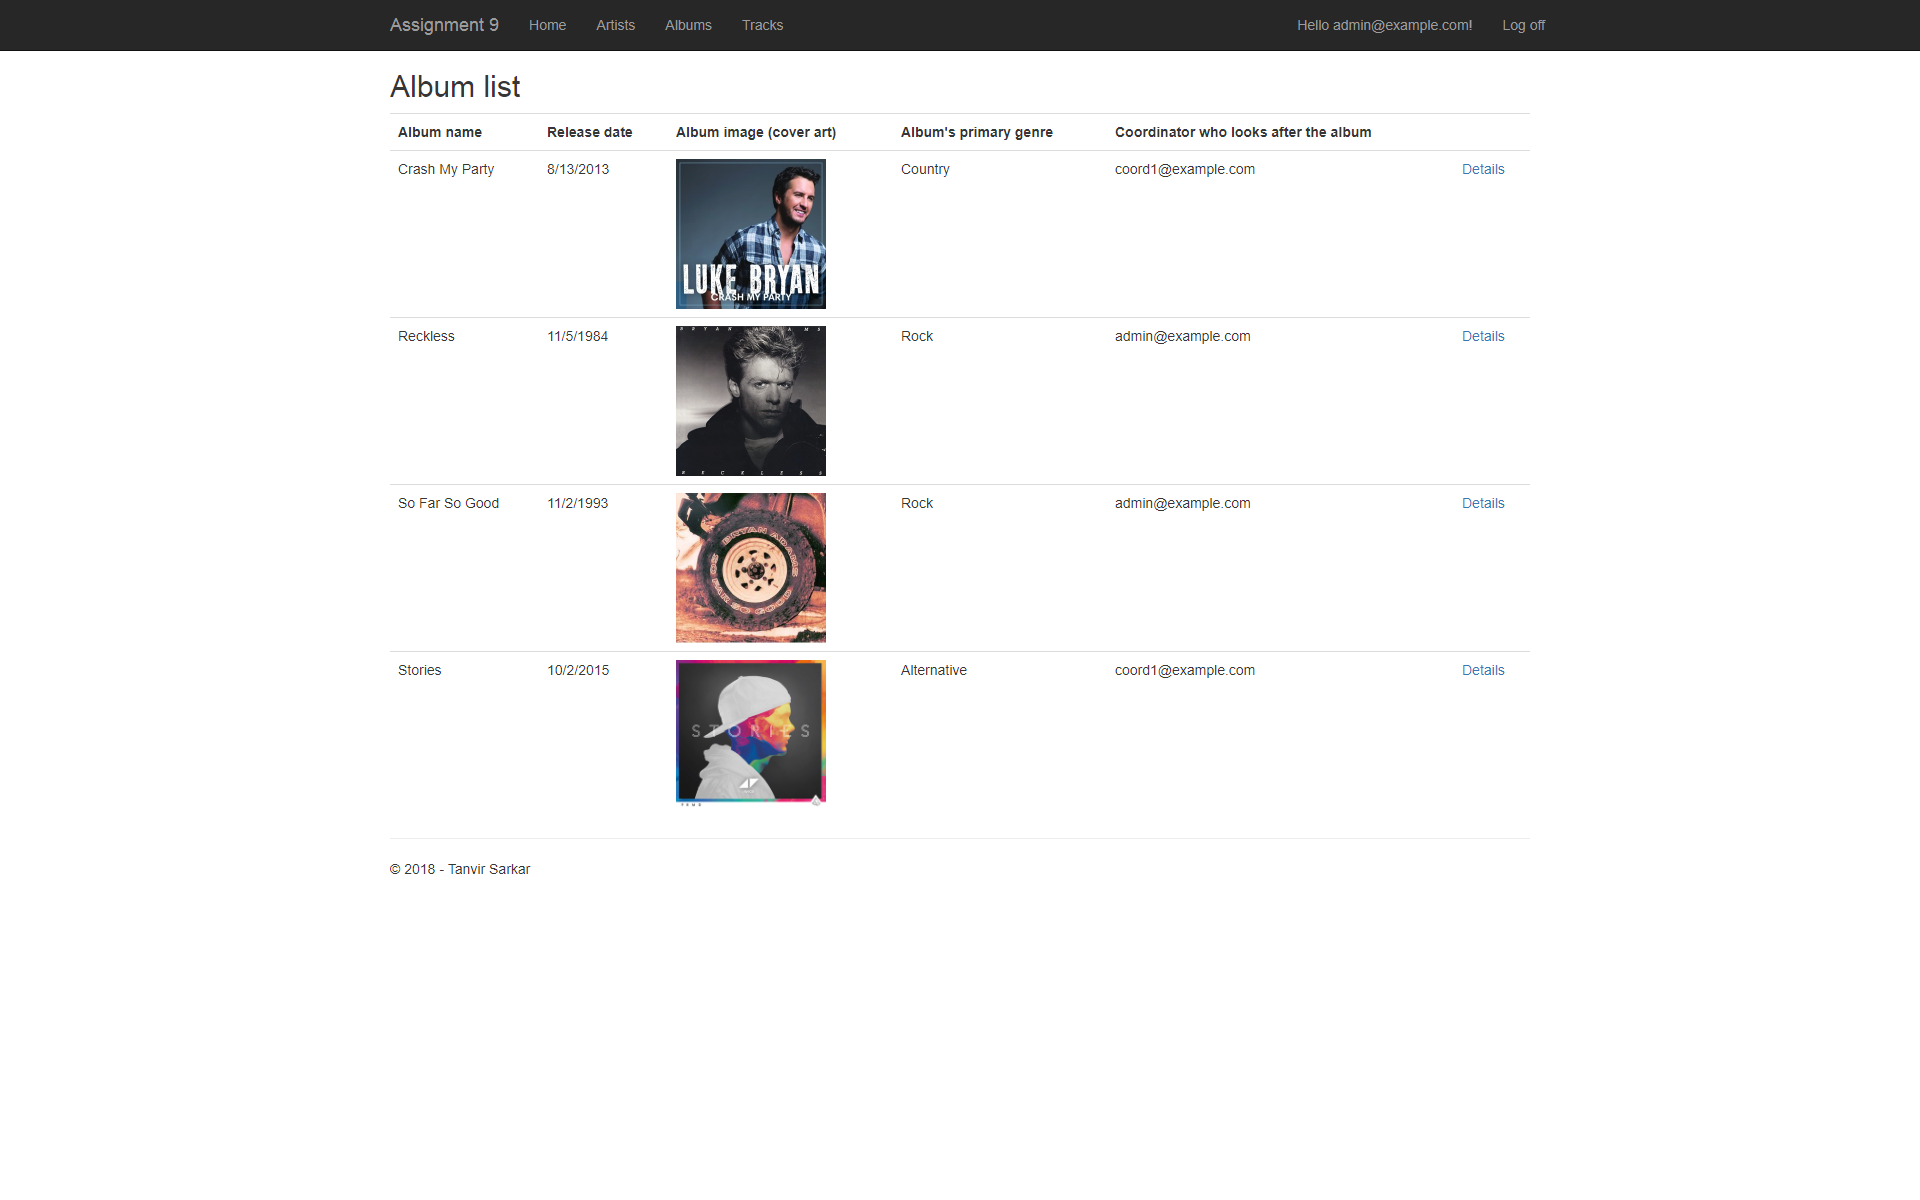 Assignment 9 Home Artists Albums Tracks Hello admin@example.com! Log off
Album list
Album name Release date Album image (cover art) Album's primary genre Coordinator who looks after the album
Crash My Party 8/13/2013 Country coord1@example.com Details
LUKE BRYAN
CRASH MY PARTY
Reckless 11/5/1984 Rock admin@example.com Details
BRYAN ADAMS
RECKLESS
So Far So Good 11/2/1993 Rock admin@example.com Details
BRYAN ADAMS
SO FAR SO GOOD
Stories 10/2/2015 Alternative coord1@example.com Details
STORIES
© 2018 - Tanvir Sarkar